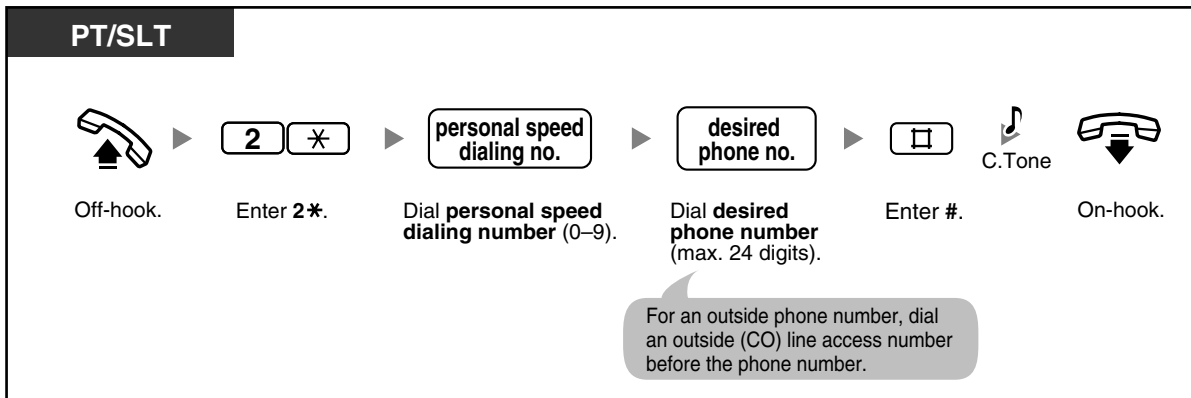 PT/SLT
2 ✳
personal speed
dialing no.
desired
phone no.
#
C.Tone
Off-hook.
Enter 2✳.
Dial personal speed
dialing number (0–9).
Dial desired
phone number
(max. 24 digits).
Enter #.
On-hook.
For an outside phone number, dial
an outside (CO) line access number
before the phone number.